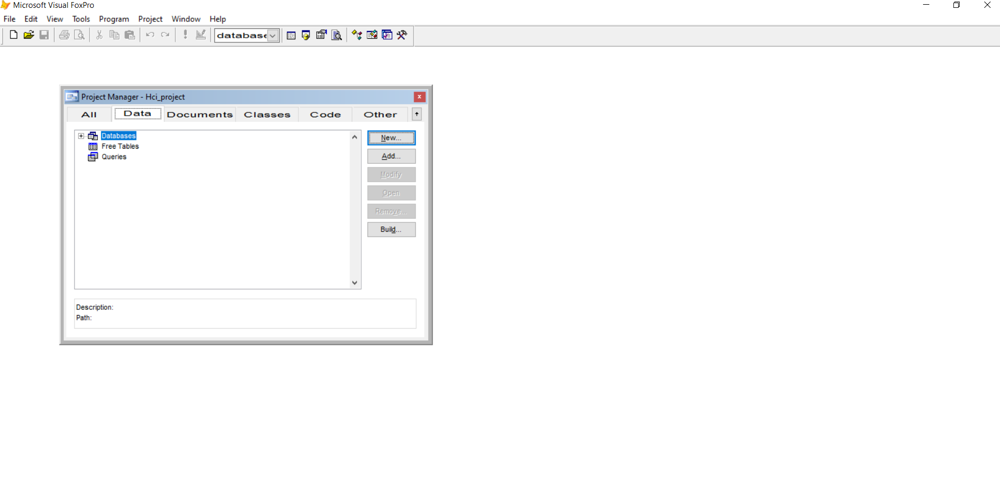 Microsoft Visual FoxPro
File Edit View Tools Program Project Window Help
database
Project Manager - Hci_project
All Data Documents Classes Code Other
Databases
Free Tables
Queries
New...
Add...
Modify
Open
Remove...
Build...
Description:
Path: